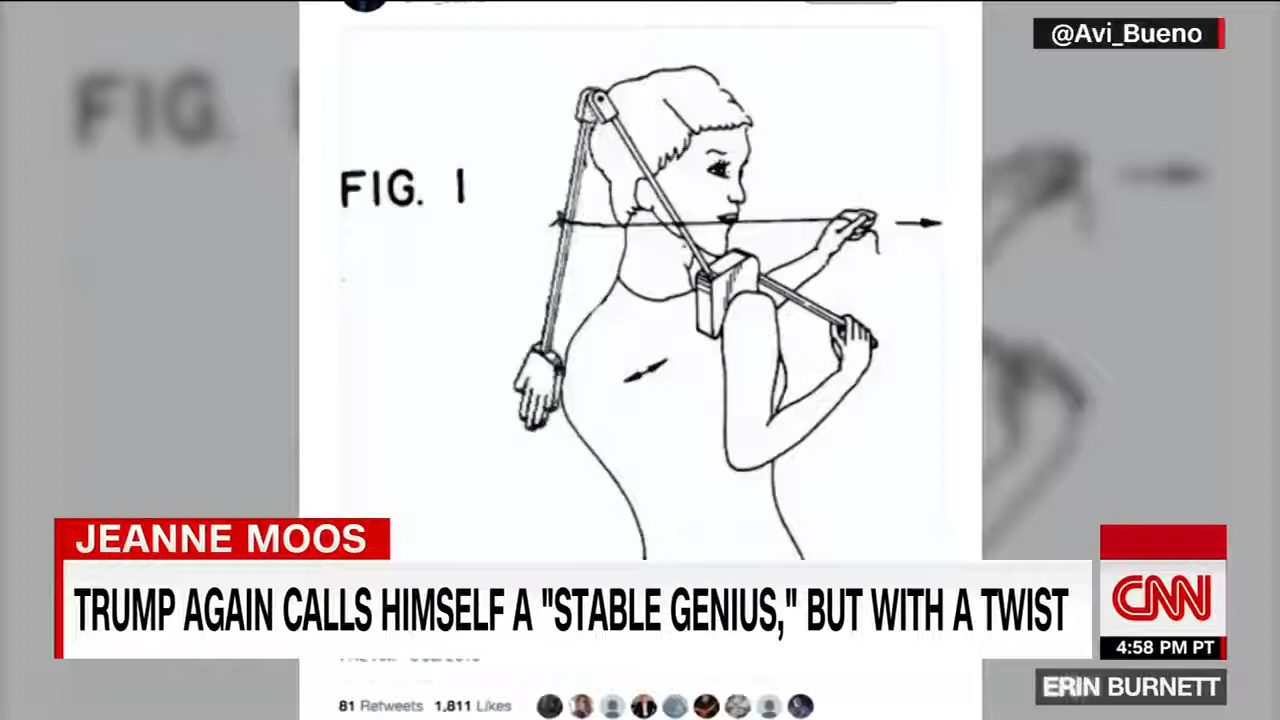 @Avi_Bueno
FIG.
FIG. 1
JEANNE MOOS
TRUMP AGAIN CALLS HIMSELF A "STABLE GENIUS," BUT WITH A TWIST
CNN
4:58 PM PT
ERIN BURNETT
81 Retweets 1,811 Likes